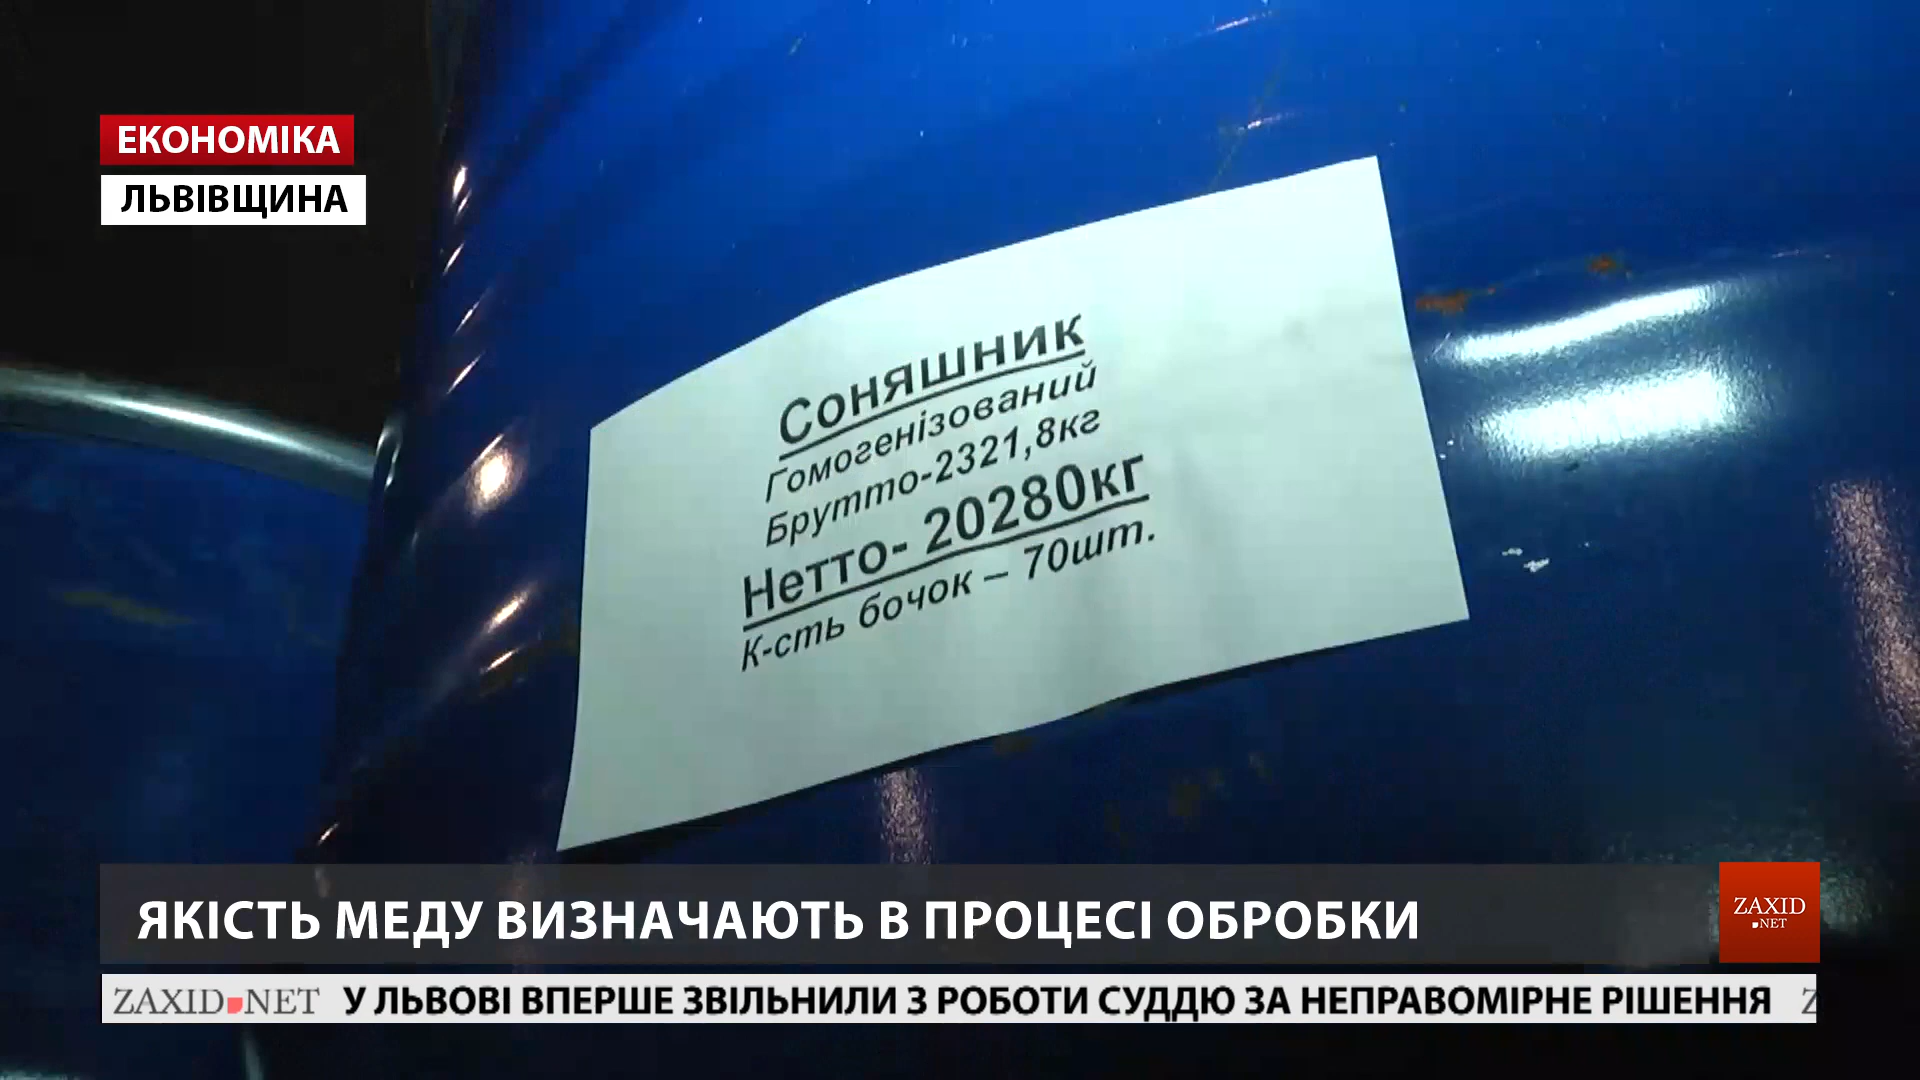 ЕКОНОМІКА
ЛЬВІВЩИНА
Соняшник
Гомогенізований
Брутто-2321,8кг
Нетто- 20280кг
К-сть бочок – 70шт.
ЯКІСТЬ МЕДУ ВИЗНАЧАЮТЬ В ПРОЦЕСІ ОБРОБКИ
ZAXID
.NET
ZAXID.NET У ЛЬВОВІ ВПЕРШЕ ЗВІЛЬНИЛИ З РОБОТИ СУДДЮ ЗА НЕПРАВОМІРНЕ РІШЕННЯ